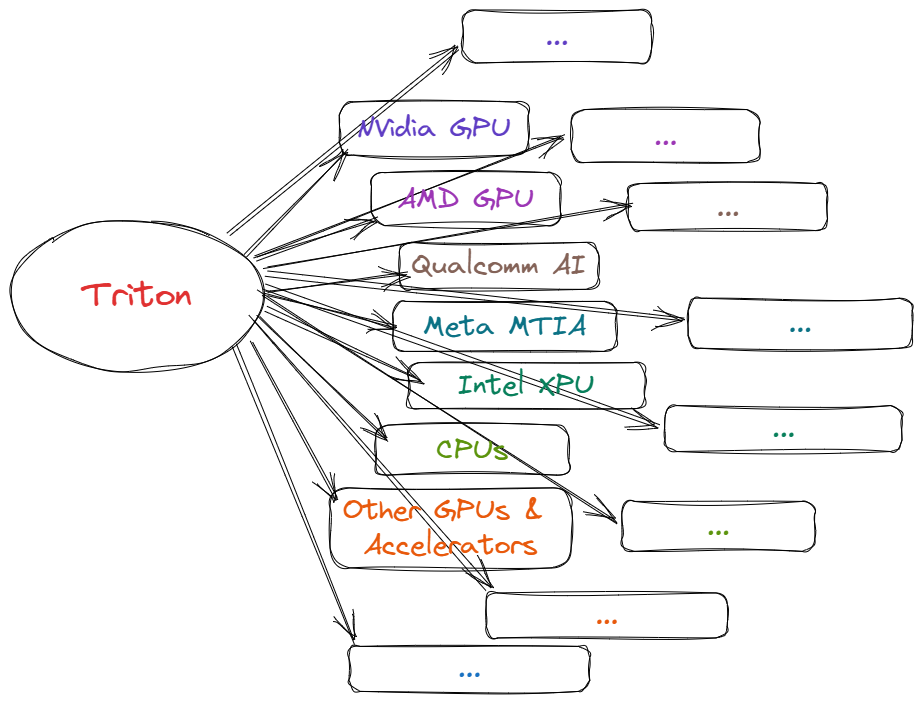 ...
NVidia GPU
...
AMD GPU
...
Qualcomm AI
Triton
Meta MTIA
...
Intel XPU
...
CPUs
Other GPUs &
Accelerators
...
...
...